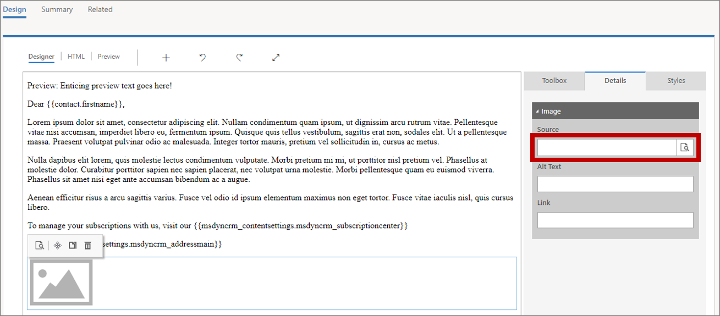 Design Summary Related
Designer HTML Preview
Toolbox Details Styles
Preview: Enticing preview text goes here!
Dear {{contact.firstname}},
Lorem ipsum dolor sit amet, consectetur adipiscing elit. Nullam condimentum quam ipsum, ut dignissim arcu rutrum vitae. Pellentesque
vitae nisi accumsan, imperdiet libero eu, fermentum ipsum. Quisque quis tellus vestibulum, sagittis erat non, sodales elit. Ut a pellentesque
massa. Praesent volutpat pulvinar odio ac malesuada. Integer tortor mauris, pretium vel sollicitudin in, cursus ac metus.
Nulla dapibus elit lorem, quis molestie lectus condimentum vulputate. Morbi pretium mi mi, ut porttitor nisl pretium vel. Phasellus at
molestie dolor. Curabitur porttitor sapien nec sapien placerat, nec volutpat urna molestie. Morbi pellentesque quam eu euismod viverra.
Phasellus sit amet nisi eget ante accumsan bibendum ac a augue.
Aenean efficitur risus a arcu sagittis varius. Fusce vel odio id ipsum elementum maximus non eget tortor. Fusce vitae iaculis nisl, quis cursus
libero.
To manage your subscriptions with us, visit our {{msdyncrm_contentsettings.msdyncrm_subscriptioncenter}}
settings.msdyncrm_addressmain}}
Image
Source
Alt Text
Link